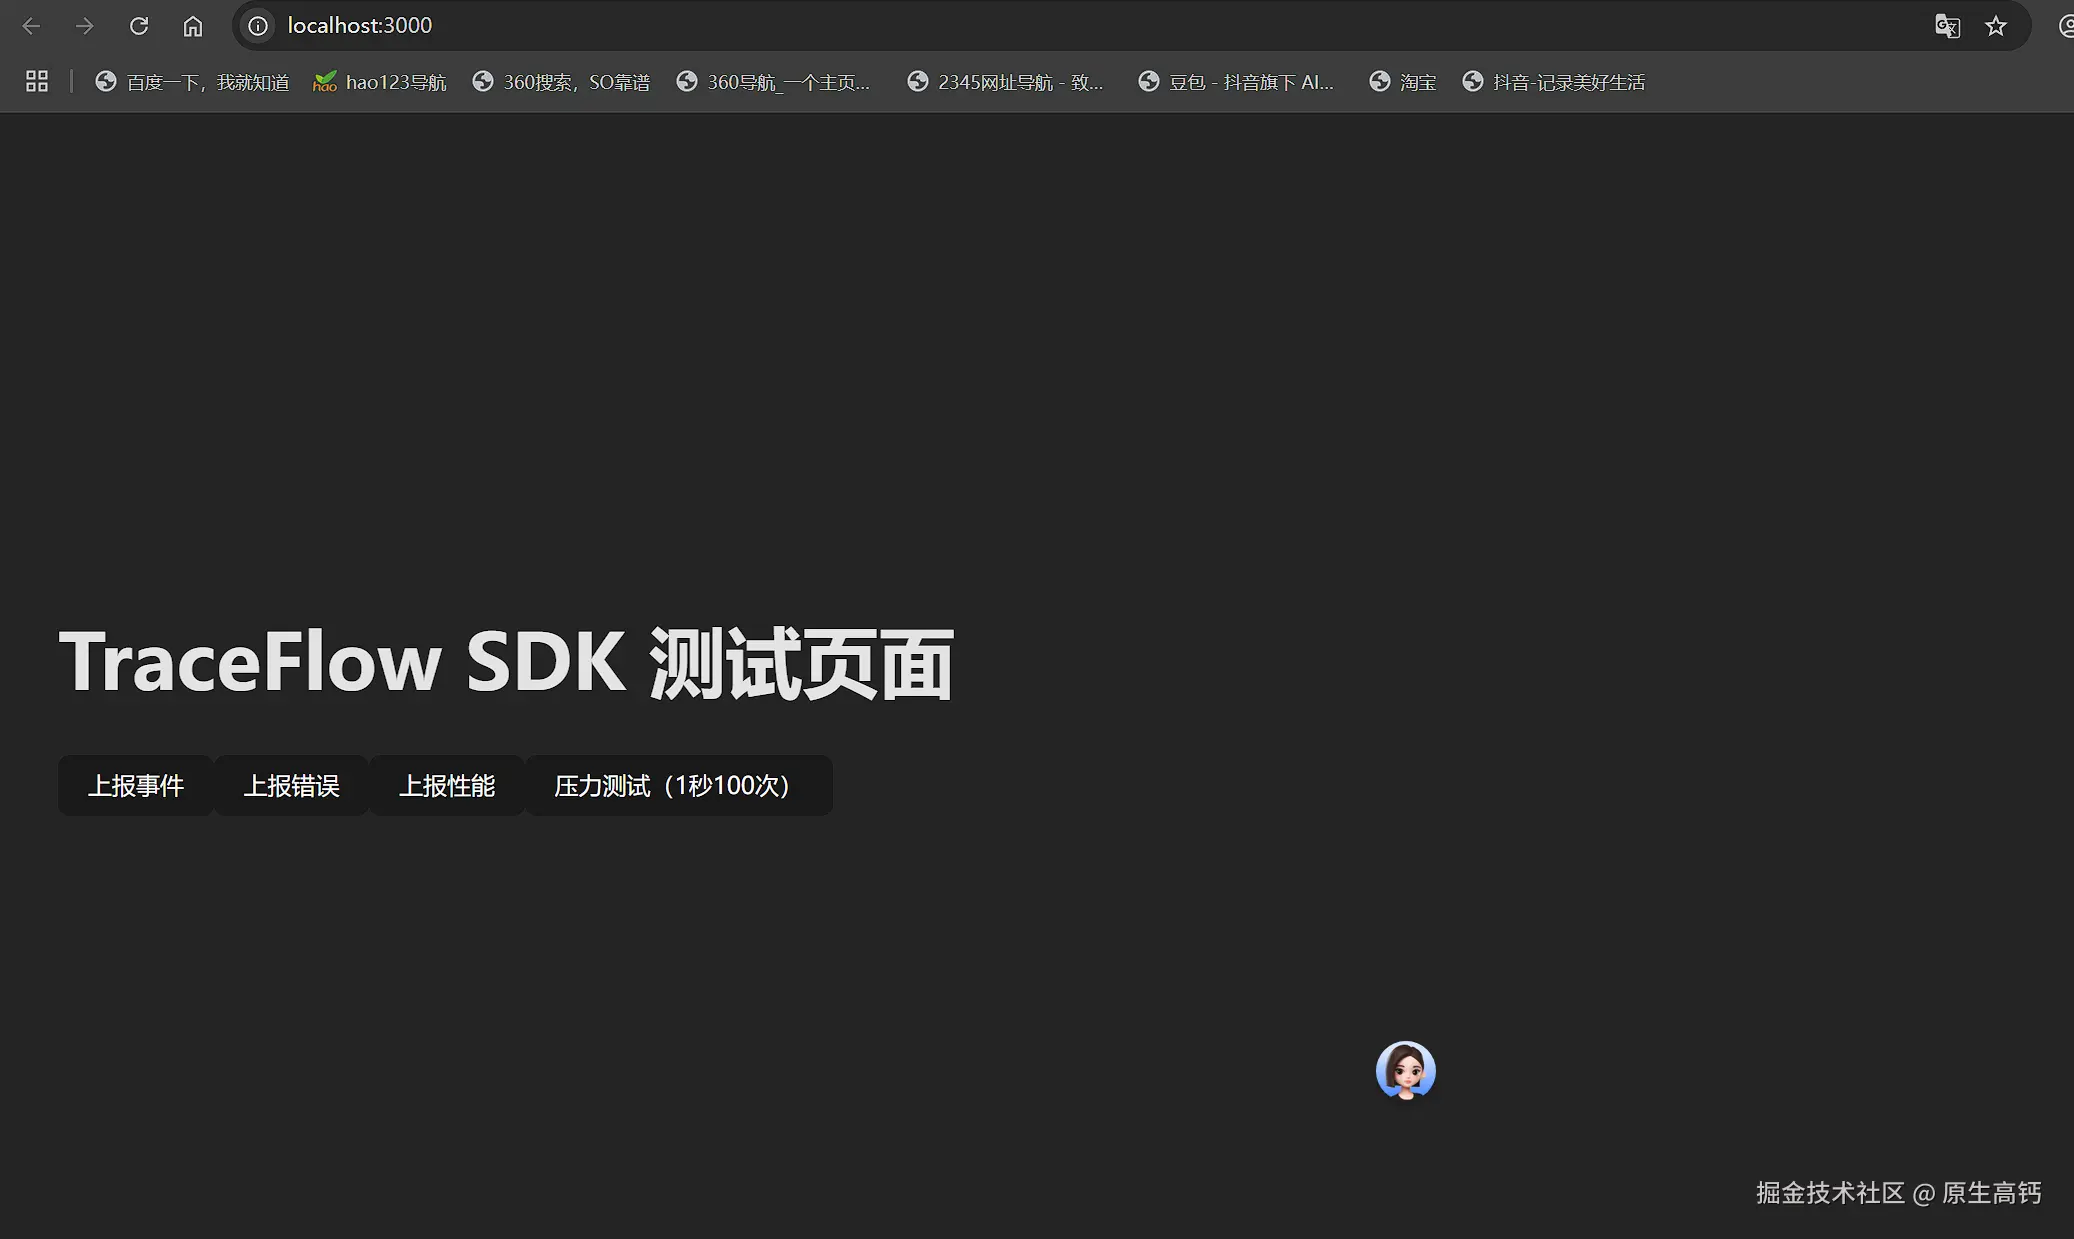 localhost:3000
百度一下，我就知道 hao hao123导航 360搜索，SO靠谱 360导航_一个主页... 2345网址导航 - 致... 豆包 - 抖音旗下 AI... 淘宝 抖音-记录美好生活
TraceFlow SDK 测试页面
上报事件 上报错误 上报性能 压力测试（1秒100次）
掘金技术社区 @ 原生高钙